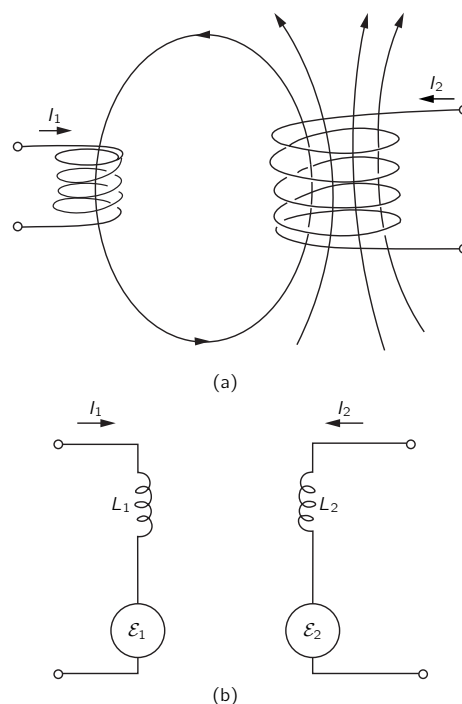 I₁
I₂
(a)
I₁ I₂
L₁ L₂
ℰ₁ ℰ₂
(b)